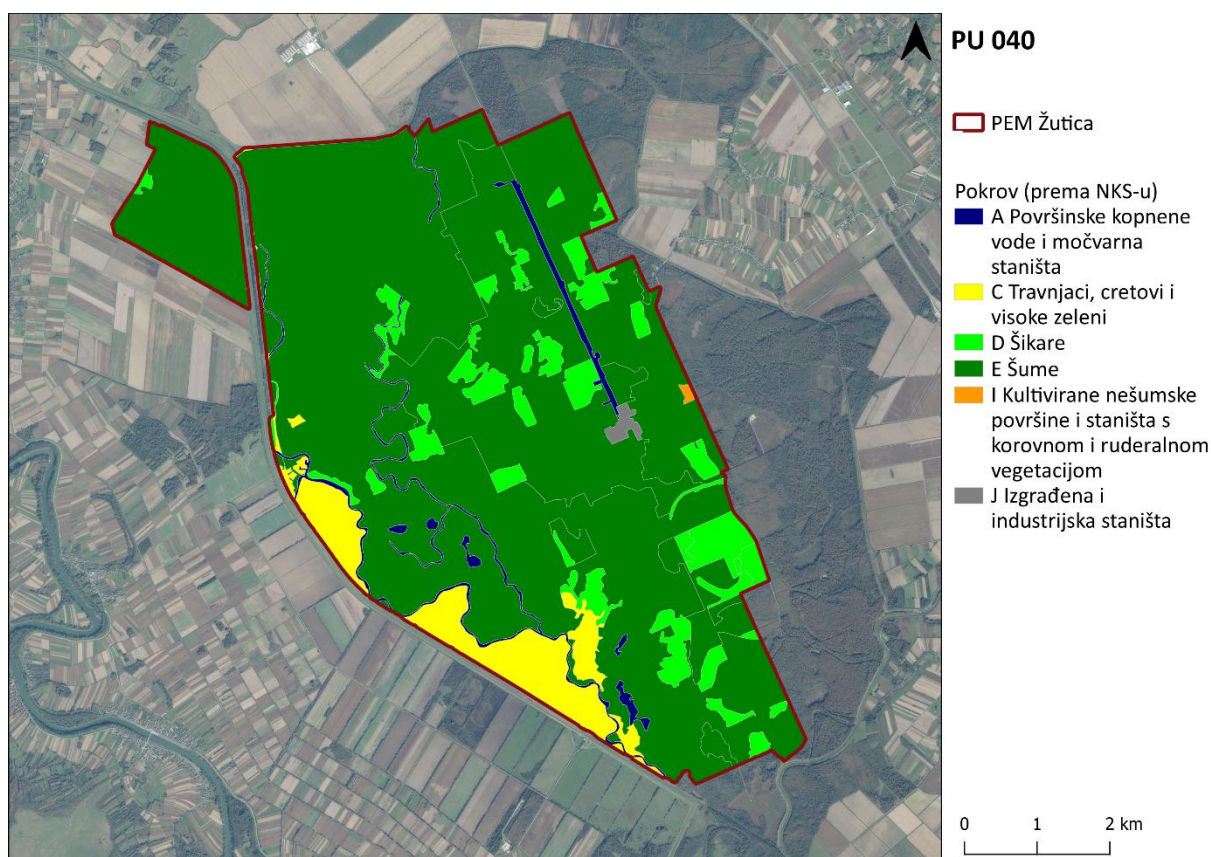 PU 040
PEM Žutica
Pokrov (prema NKS-u)
A Površinske kopnene
vode i močvarna
staništa
C Travnjaci, cretovi i
visoke zeleni
D Šikare
E Šume
I Kultivirane nešumske
površine i staništa s
korovnom i ruderalnom
vegetacijom
J Izgrađena i
industrijska staništa
0 1 2 km